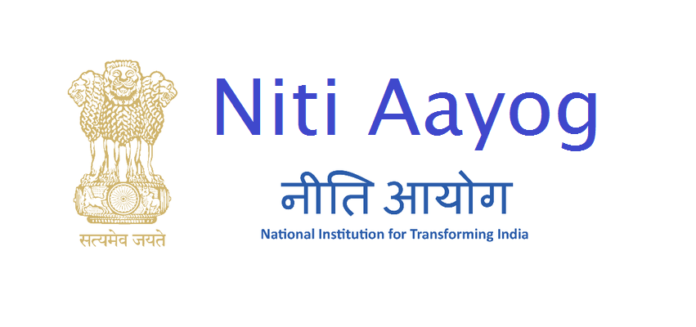 Niti Aayog
नीति आयोग
National Institution for Transforming India
सत्यमेव जयते